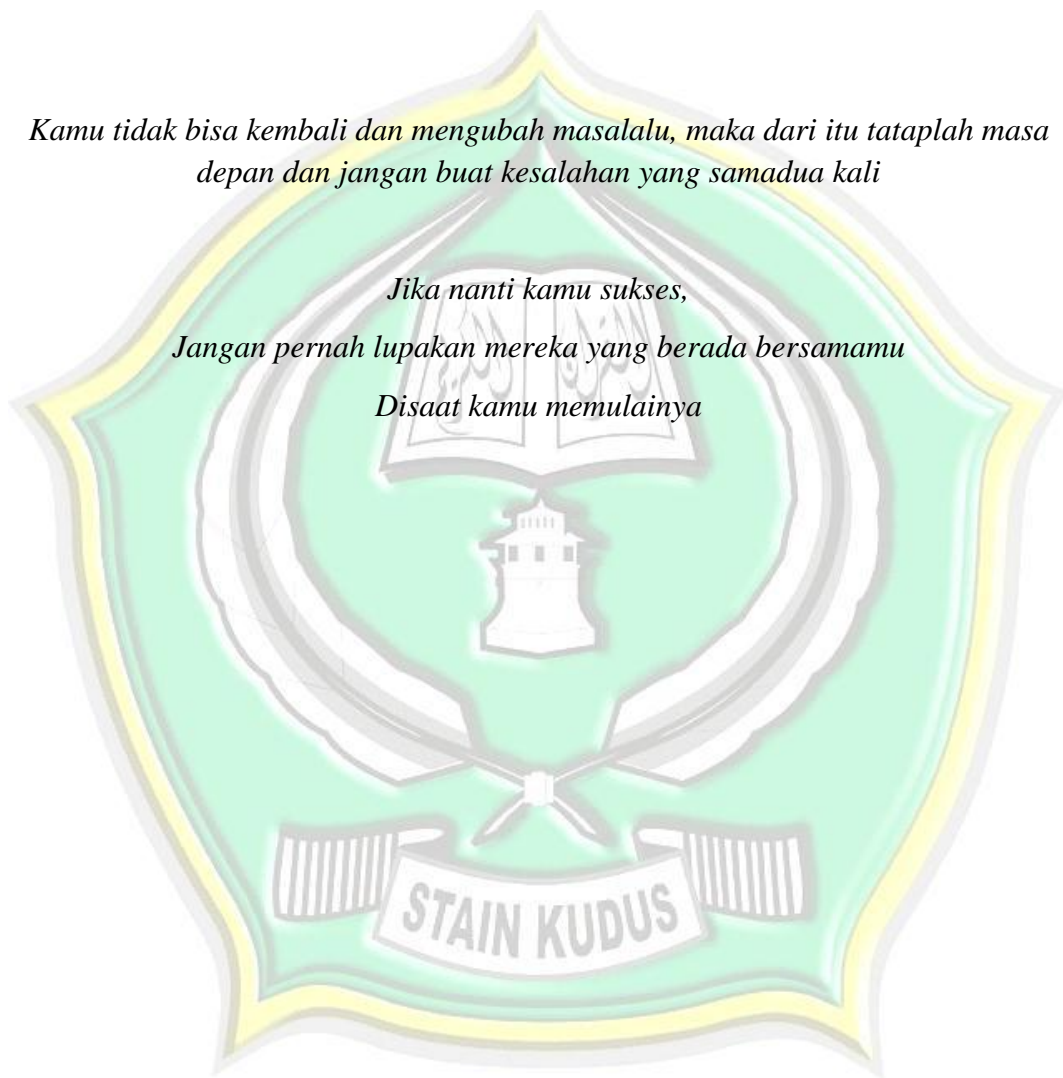 Kamu tidak bisa kembali dan mengubah masalalu, maka dari itu tataplah masa
depan dan jangan buat kesalahan yang samadua kali
Jika nanti kamu sukses,
Jangan pernah lupakan mereka yang berada bersamamu
Disaat kamu memulainya
STAIN KUDUS